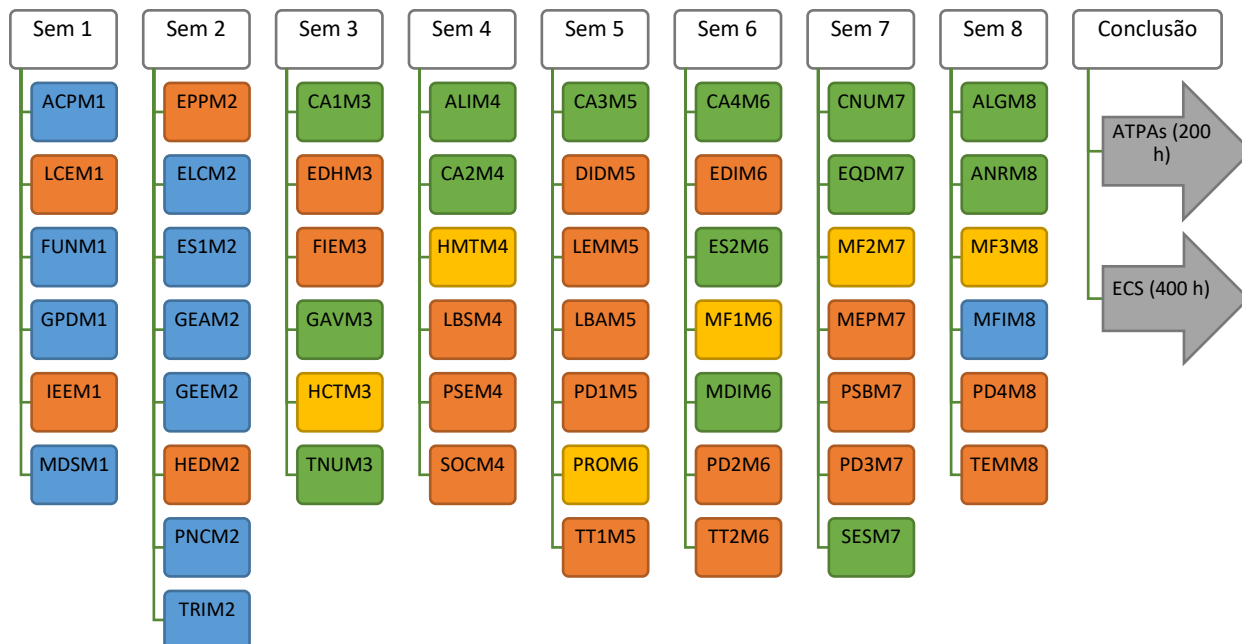 Sem 1
ACPM1
LCEM1
FUNM1
GPDM1
IEEM1
MDSM1
Sem 2
EPPM2
ELCM2
ES1M2
GEAM2
GEEM2
HEDM2
PNCM2
TRIM2
Sem 3
CA1M3
EDHM3
FIEM3
GAVM3
HCTM3
TNUM3
Sem 4
ALIM4
CA2M4
HMTM4
LBSM4
PSEM4
SOCM4
Sem 5
CA3M5
DIDM5
LEMM5
LBAM5
PD1M5
PROM6
TT1M5
Sem 6
CA4M6
EDIM6
ES2M6
MF1M6
MDIM6
PD2M6
TT2M6
Sem 7
CNUM7
EQDM7
MF2M7
MEPM7
PSBM7
PD3M7
SESM7
Sem 8
ALGM8
ANRM8
MF3M8
MFIM8
PD4M8
TEMM8
Conclusão
ATPAs (200
h)
ECS (400 h)